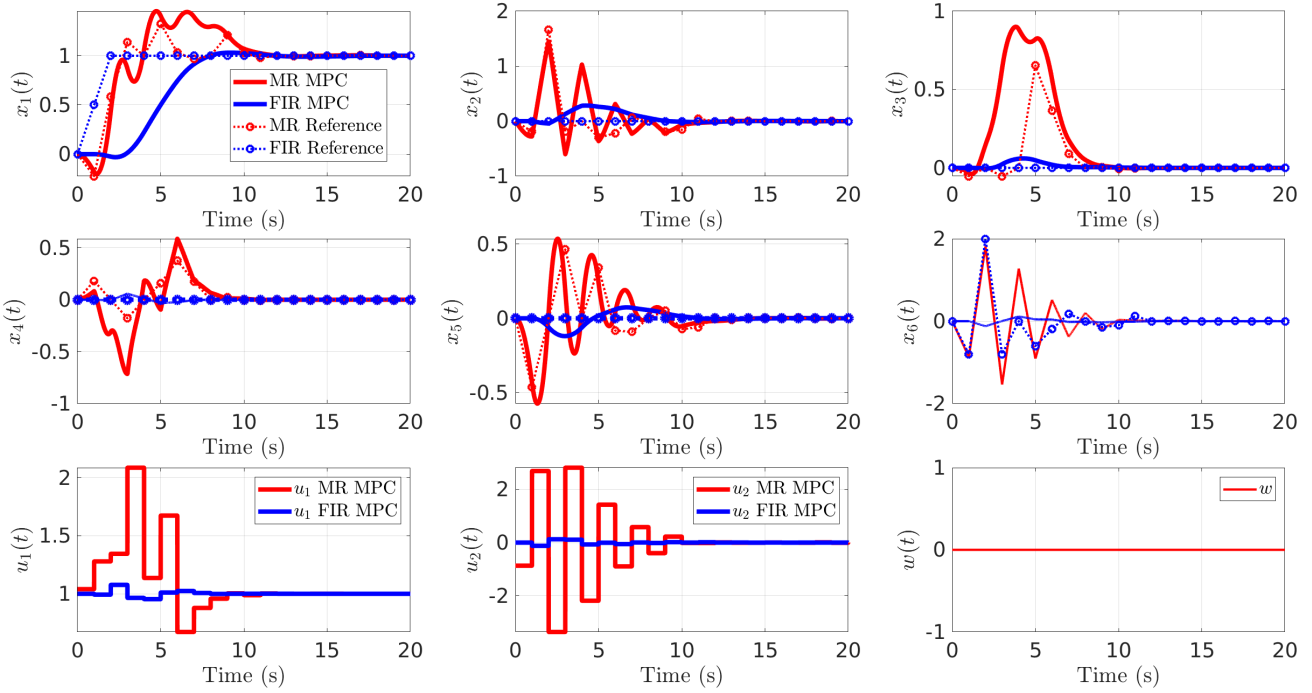 x1(t)
1
0.5
0
0
5
10
15
20
Time (s)
MR MPC
FIR MPC
MR Reference
FIR Reference
x2(t)
2
1
0
-1
0
5
10
15
20
Time (s)
x3(t)
1
0.5
0
0
5
10
15
20
Time (s)
x4(t)
0.5
0
-0.5
-1
0
5
10
15
20
Time (s)
x5(t)
0.5
0
-0.5
0
5
10
15
20
Time (s)
x6(t)
2
0
-2
0
5
10
15
20
Time (s)
u1(t)
2
1.5
1
0
5
10
15
20
Time (s)
u1 MR MPC
u1 FIR MPC
u2(t)
2
0
-2
0
5
10
15
20
Time (s)
u2 MR MPC
u2 FIR MPC
w(t)
1
0
-1
0
5
10
15
20
Time (s)
w